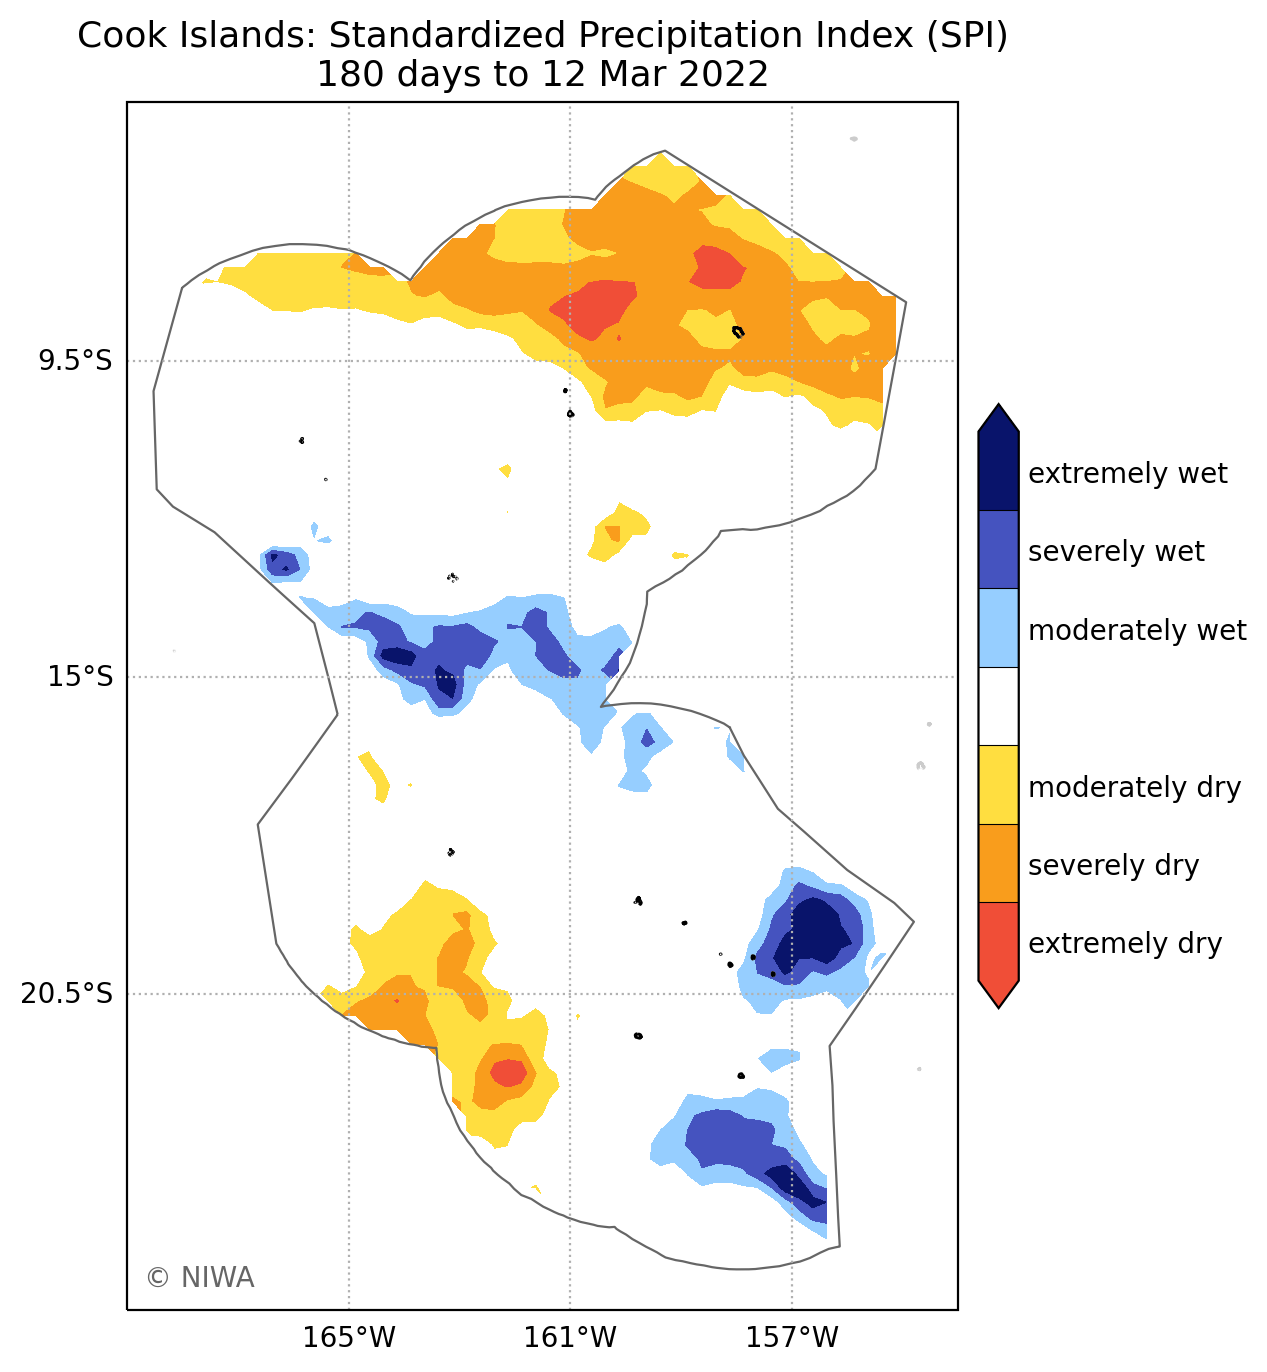 Cook Islands: Standardized Precipitation Index (SPI)
180 days to 12 Mar 2022
9.5°S
15°S
20.5°S
165°W
161°W
157°W
extremely wet
severely wet
moderately wet
moderately dry
severely dry
extremely dry
© NIWA